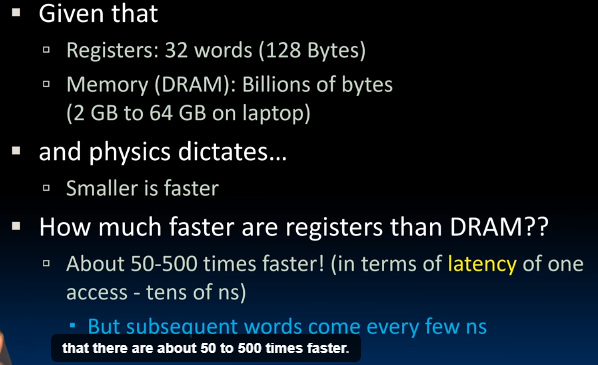 Given that
Registers: 32 words (128 Bytes)
Memory (DRAM): Billions of bytes
(2 GB to 64 GB on laptop)
and physics dictates...
Smaller is faster
How much faster are registers than DRAM??
About 50-500 times faster! (in terms of latency of one
access - tens of ns)
But subsequent words come every few ns
that there are about 50 to 500 times faster.